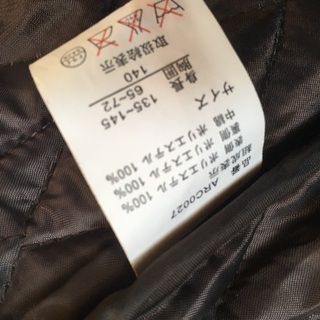 品番 ARC0027
組成表示
表側 ポリエステル 100%
裏側 ポリエステル 100%
中綿 ポリエステル 100%
サイズ
身長 135~145
胸囲 65~72
140
取扱絵表示